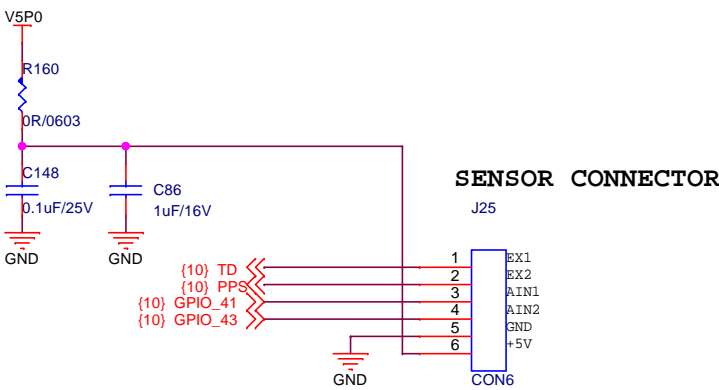 V5P0
R160
0R/0603
C148
0.1uF/25V
C86
1uF/16V
GND
GND
SENSOR CONNECTOR
J25
{10} TD
{10} PPS
{10} GPIO_41
{10} GPIO_43
1 EX1
2 EX2
3 AIN1
4 AIN2
5 GND
6 +5V
GND
CON6